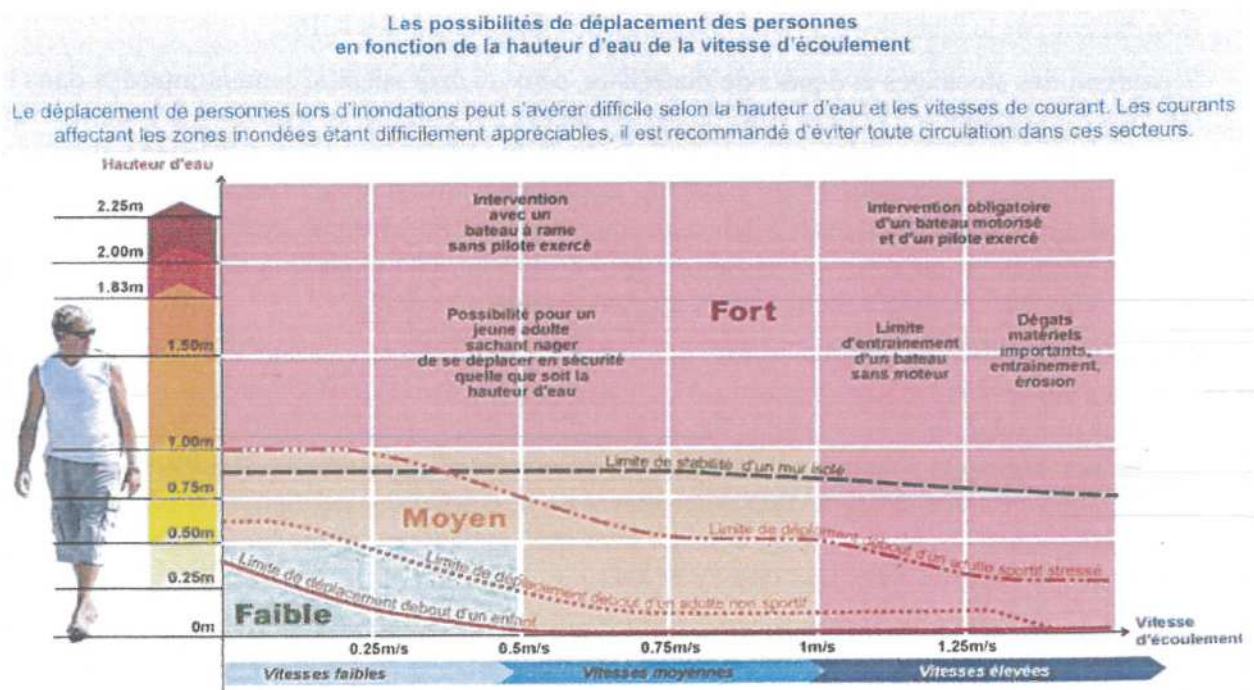 Les possibilités de déplacement des personnes
en fonction de la hauteur d'eau de la vitesse d'écoulement
Le déplacement de personnes lors d'inondations peut s'avérer difficile selon la hauteur d'eau et les vitesses de courant. Les courants
affectant les zones inondées étant difficilement appréciables, il est recommandé d'éviter toute circulation dans ces secteurs.
Hauteur d'eau
2.25m
2.00m
1.83m
1.50m
1.00m
0.75m
0.50m
0.25m
0m
Intervention
avec un
bateau à rame
sans pilote exercé
Intervention obligatoire
d'un bateau motorisé
et d'un pilote exercé
Fort
Possibilité pour un
jeune adulte
sachant nager
de se déplacer en sécurité
quelle que soit la
hauteur d'eau
Limite
d'entrainement
d'un bateau
sans moteur
Dégats
matériels
importants,
entrainement,
érosion
Limite de stabilité d'un mur isolé
Moyen
Limite de déplament debout d'un adulte sportif stressé
Limite de déplacement debout d'un adulte non sportif
Limite de déplacement debout d'un enfant
Faible
0.25m/s
0.5m/s
0.75m/s
1m/s
1.25m/s
Vitesse
d'écoulement
Vitesses faibles
Vitesses moyennes
Vitesses élevées